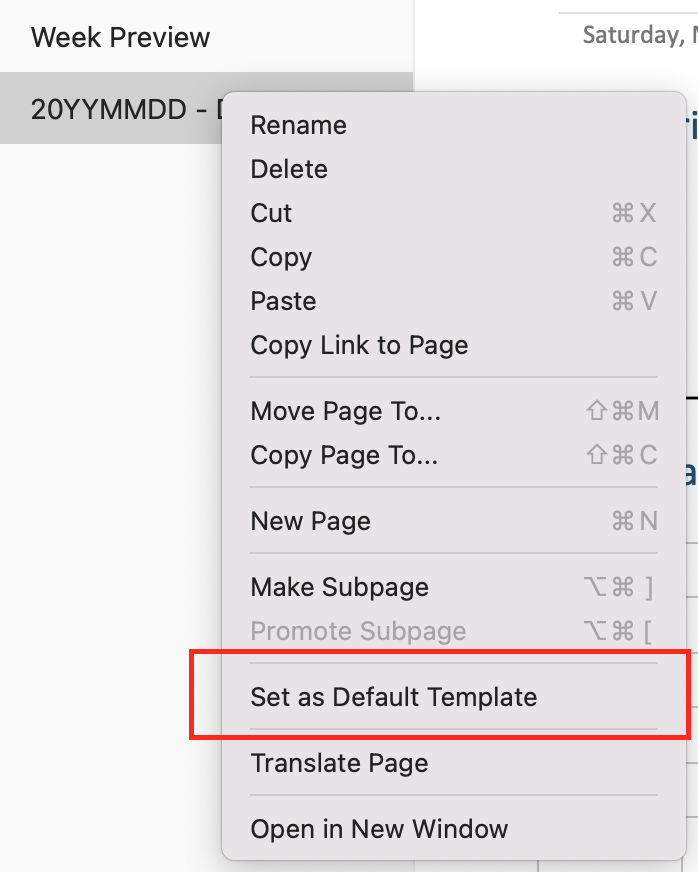 Week Preview
Saturday,
20YYMMDD -
Rename
Delete
Cut ⌘ X
Copy ⌘ C
Paste ⌘ V
Copy Link to Page
Move Page To... ⇧⌘M
Copy Page To... ⇧⌘ C
New Page ⌘ N
Make Subpage ⌥⌘ ]
Promote Subpage ⌥⌘ [
Set as Default Template
Translate Page
Open in New Window